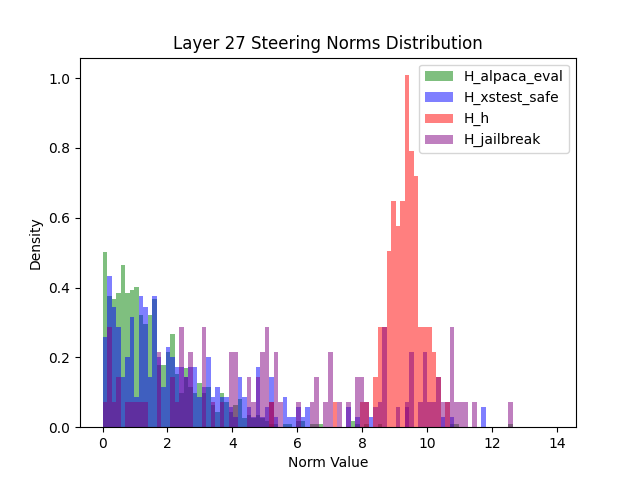 Layer 27 Steering Norms Distribution
H_alpaca_eval
H_xstest_safe
H_h
H_jailbreak
1.0
0.8
0.6
0.4
0.2
0.0
Density
0 2 4 6 8 10 12 14
Norm Value